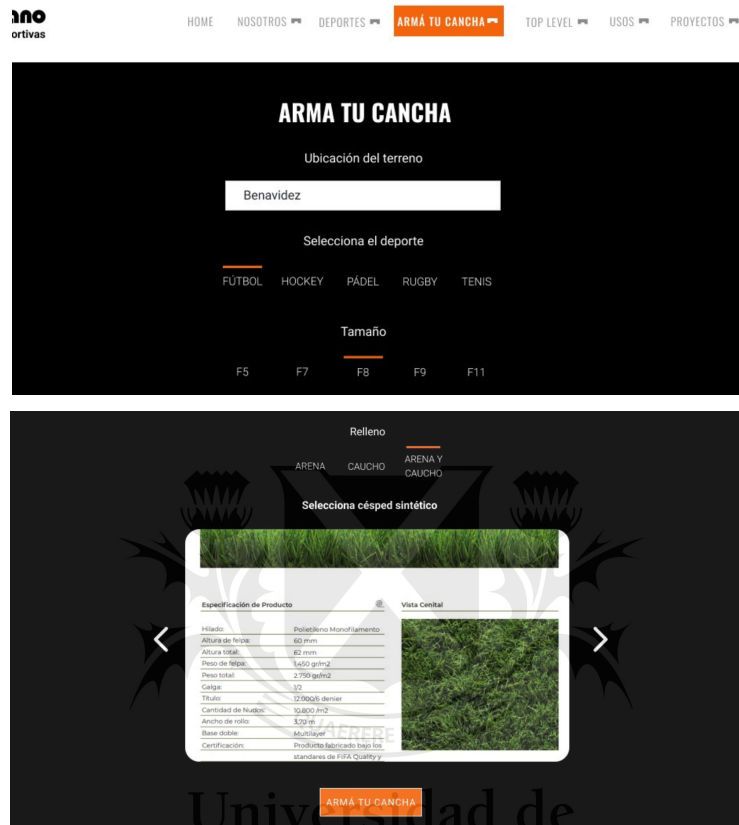 ano
ortivas
HOME NOSOTROS DEPORTES ARMÁ TU CANCHA TOP LEVEL USOS PROYECTOS
ARMA TU CANCHA
Ubicación del terreno
Benavidez
Selecciona el deporte
FÚTBOL HOCKEY PÁDEL RUGBY TENIS
Tamaño
F5 F7 F8 F9 F11
Relleno
ARENA CAUCHO ARENA Y
CAUCHO
Selecciona césped sintético
Especificación de Producto Vista Cenital
Hilado: Polietileno Monofilamento
Altura de felpa: 60 mm
Altura total: 62 mm
Peso de felpa: 1.450 gr/m2
Peso total: 2.750 gr/m2
Galga: 1/2
Título: 12.000/6 denier
Cantidad de Nudos: 10.800 /m2
Ancho de rollo: 3,70 m
Base doble: Multilayer
Certificación: Producto fabricado bajo los
standares de FIFA Quality y
QUAERERE
ARMÁ TU CANCHA
Universidad de